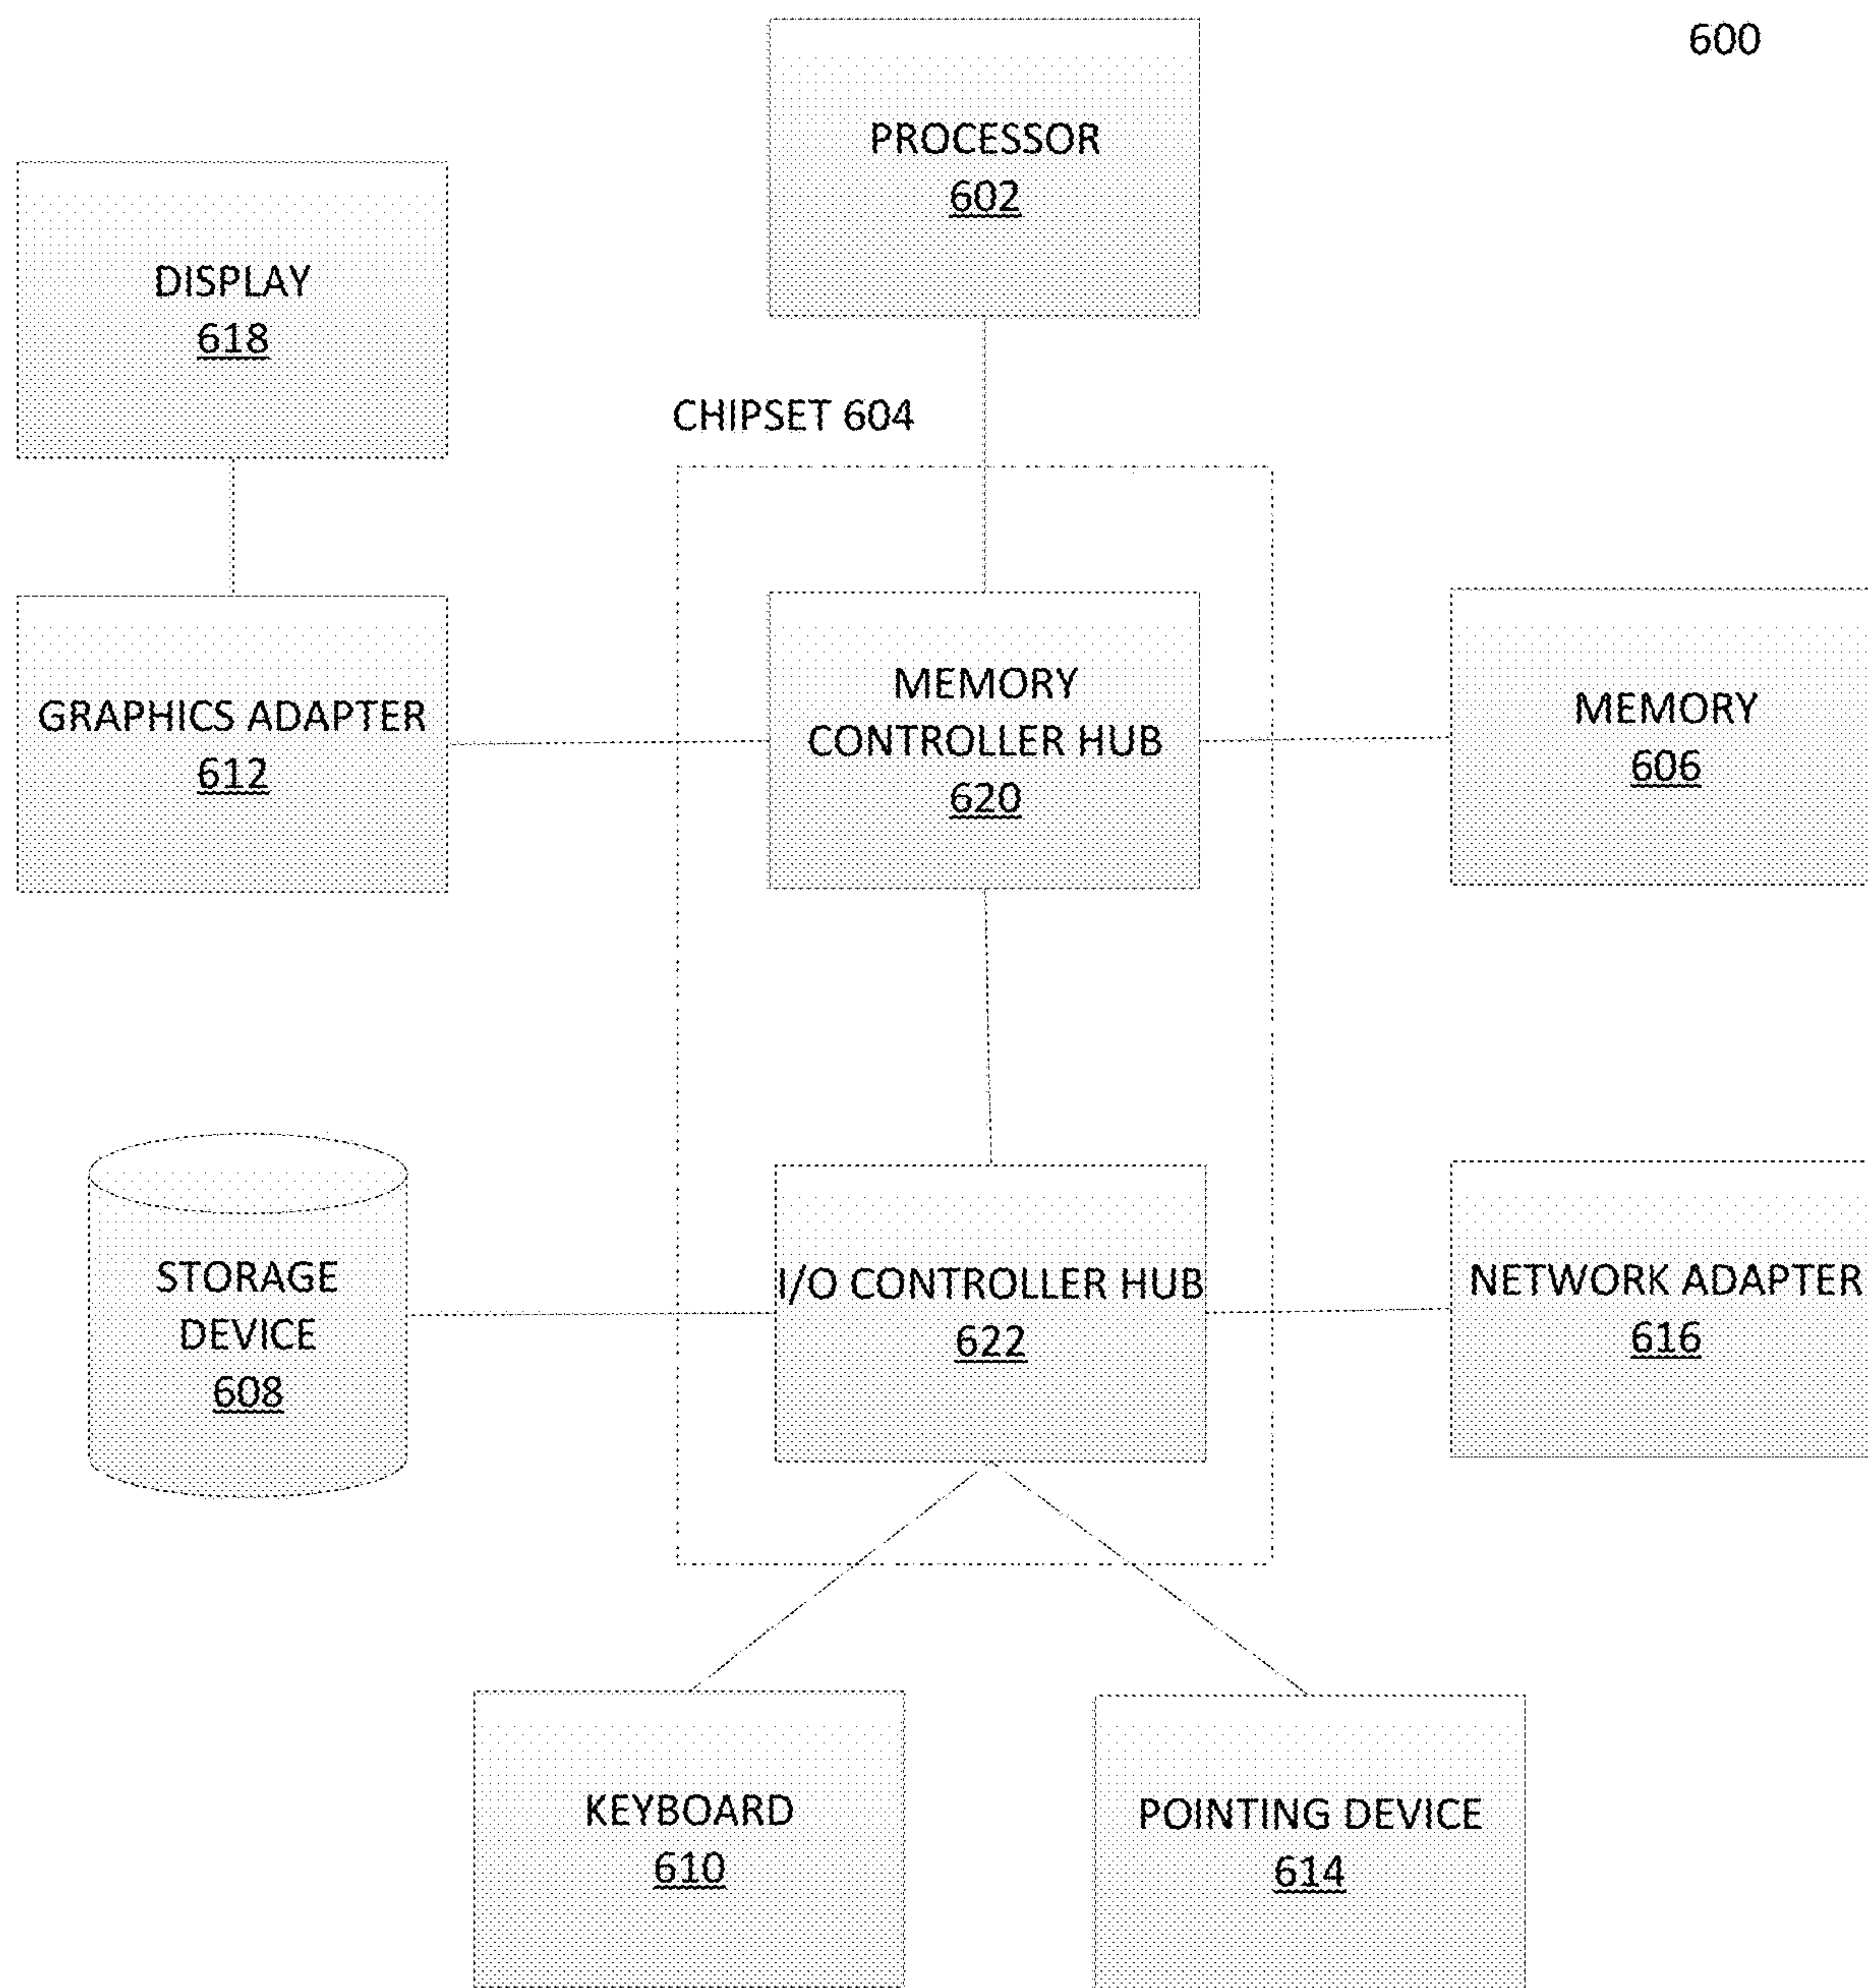 600
PROCESSOR
602
DISPLAY
618
CHIPSET 604
GRAPHICS ADAPTER
612
MEMORY
CONTROLLER HUB
620
MEMORY
606
STORAGE
DEVICE
608
I/O CONTROLLER HUB
622
NETWORK ADAPTER
616
KEYBOARD
610
POINTING DEVICE
614